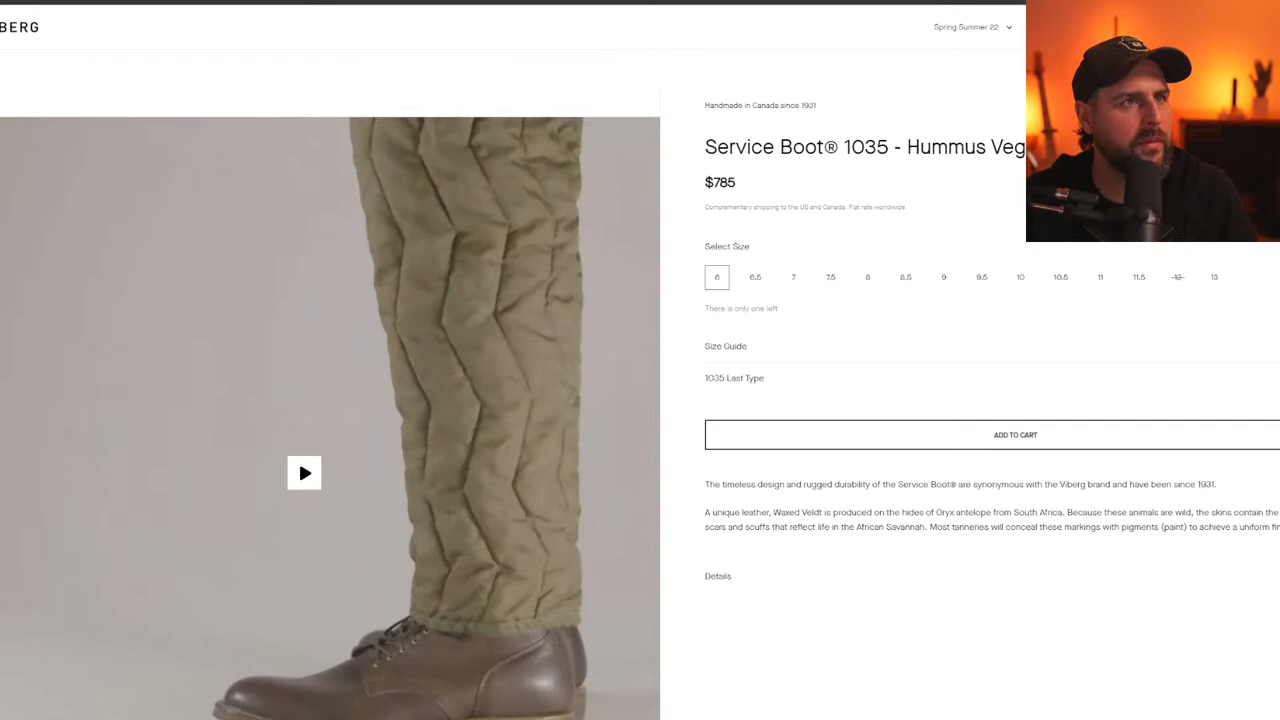 BERG
Spring Summer 22
Handmade in Canada since 1931
Service Boot® 1035 - Hummus Veg
$785
Complementary shipping to the US and Canada. Flat rate worldwide.
Select Size
6 6.5 7 7.5 8 8.5 9 9.5 10 10.5 11 11.5 12 13
There is only one left
Size Guide
1035 Last Type
ADD TO CART
The timeless design and rugged durability of the Service Boot® are synonymous with the Viberg brand and have been since 1931.
A unique leather, Waxed Veldt is produced on the hides of Oryx antelope from South Africa. Because these animals are wild, the skins contain the
scars and scuffs that reflect life in the African Savannah. Most tanneries will conceal these markings with pigments (paint) to achieve a uniform fi
Details